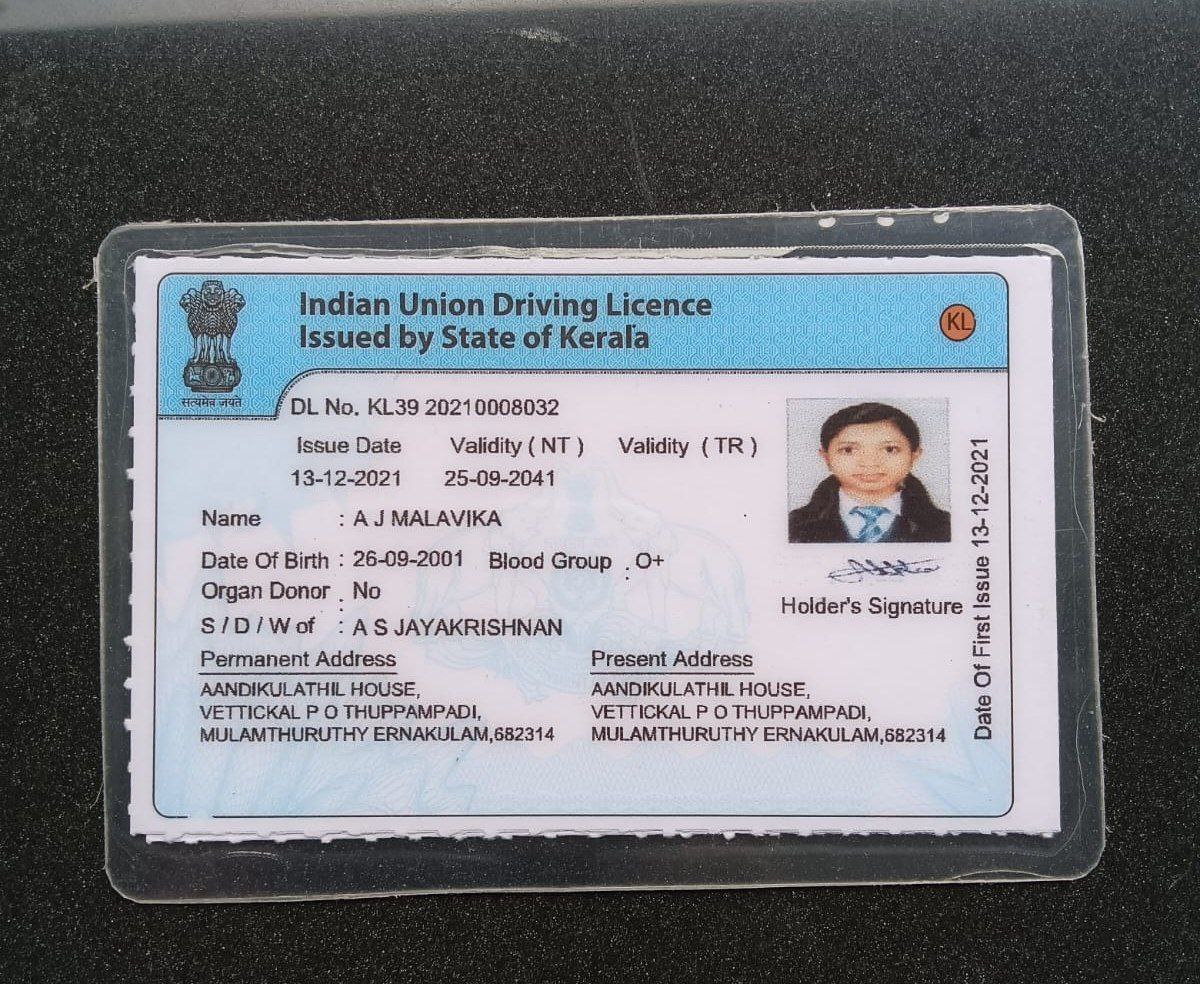 Indian Union Driving Licence
Issued by State of Kerala
KL
सत्यमेव जयते
DL No. KL39 20210008032
Issue Date Validity ( NT ) Validity ( TR )
13-12-2021 25-09-2041
Name : A J MALAVIKA
Date Of Birth : 26-09-2001 Blood Group : O+
Organ Donor : No
S / D / W of : A S JAYAKRISHNAN
Holder's Signature
Permanent Address Present Address
AANDIKULATHIL HOUSE, AANDIKULATHIL HOUSE,
VETTICKAL P O THUPPAMPADI, VETTICKAL P O THUPPAMPADI,
MULAMTHURUTHY ERNAKULAM,682314 MULAMTHURUTHY ERNAKULAM,682314
Date Of First Issue 13-12-2021